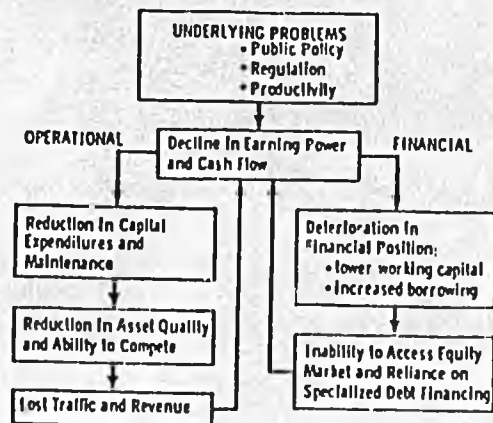 UNDERLYING PROBLEMS
• Public Policy
• Regulation
• Productivity
OPERATIONAL
Decline In Earning Power
and Cash Flow
FINANCIAL
Reduction In Capital
Expenditures and
Maintenance
Deterioration In
Financial Position:
• lower working capital
• increased borrowing
Reduction In Asset Quality
and Ability to Compete
Inability to Access Equity
Market and Reliance on
Specialized Debt Financing
Lost Traffic and Revenue